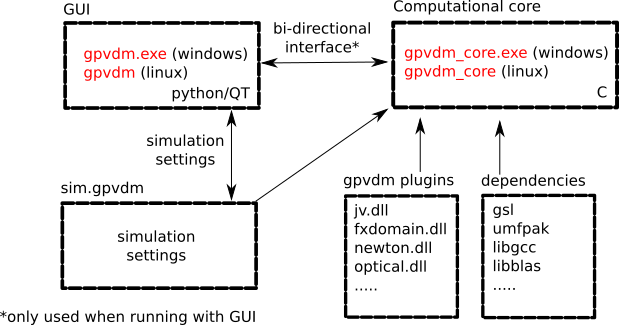 GUI
gpvdm.exe (windows)
gpvdm (linux)
python/QT
bi-directional
interface*
Computational core
gpvdm_core.exe (windows)
gpvdm_core (linux)
C
simulation
settings
sim.gpvdm
simulation
settings
gpvdm plugins
jv.dll
fxdomain.dll
newton.dll
optical.dll
.....
dependencies
gsl
umfpak
libgcc
libblas
.....
*only used when running with GUI